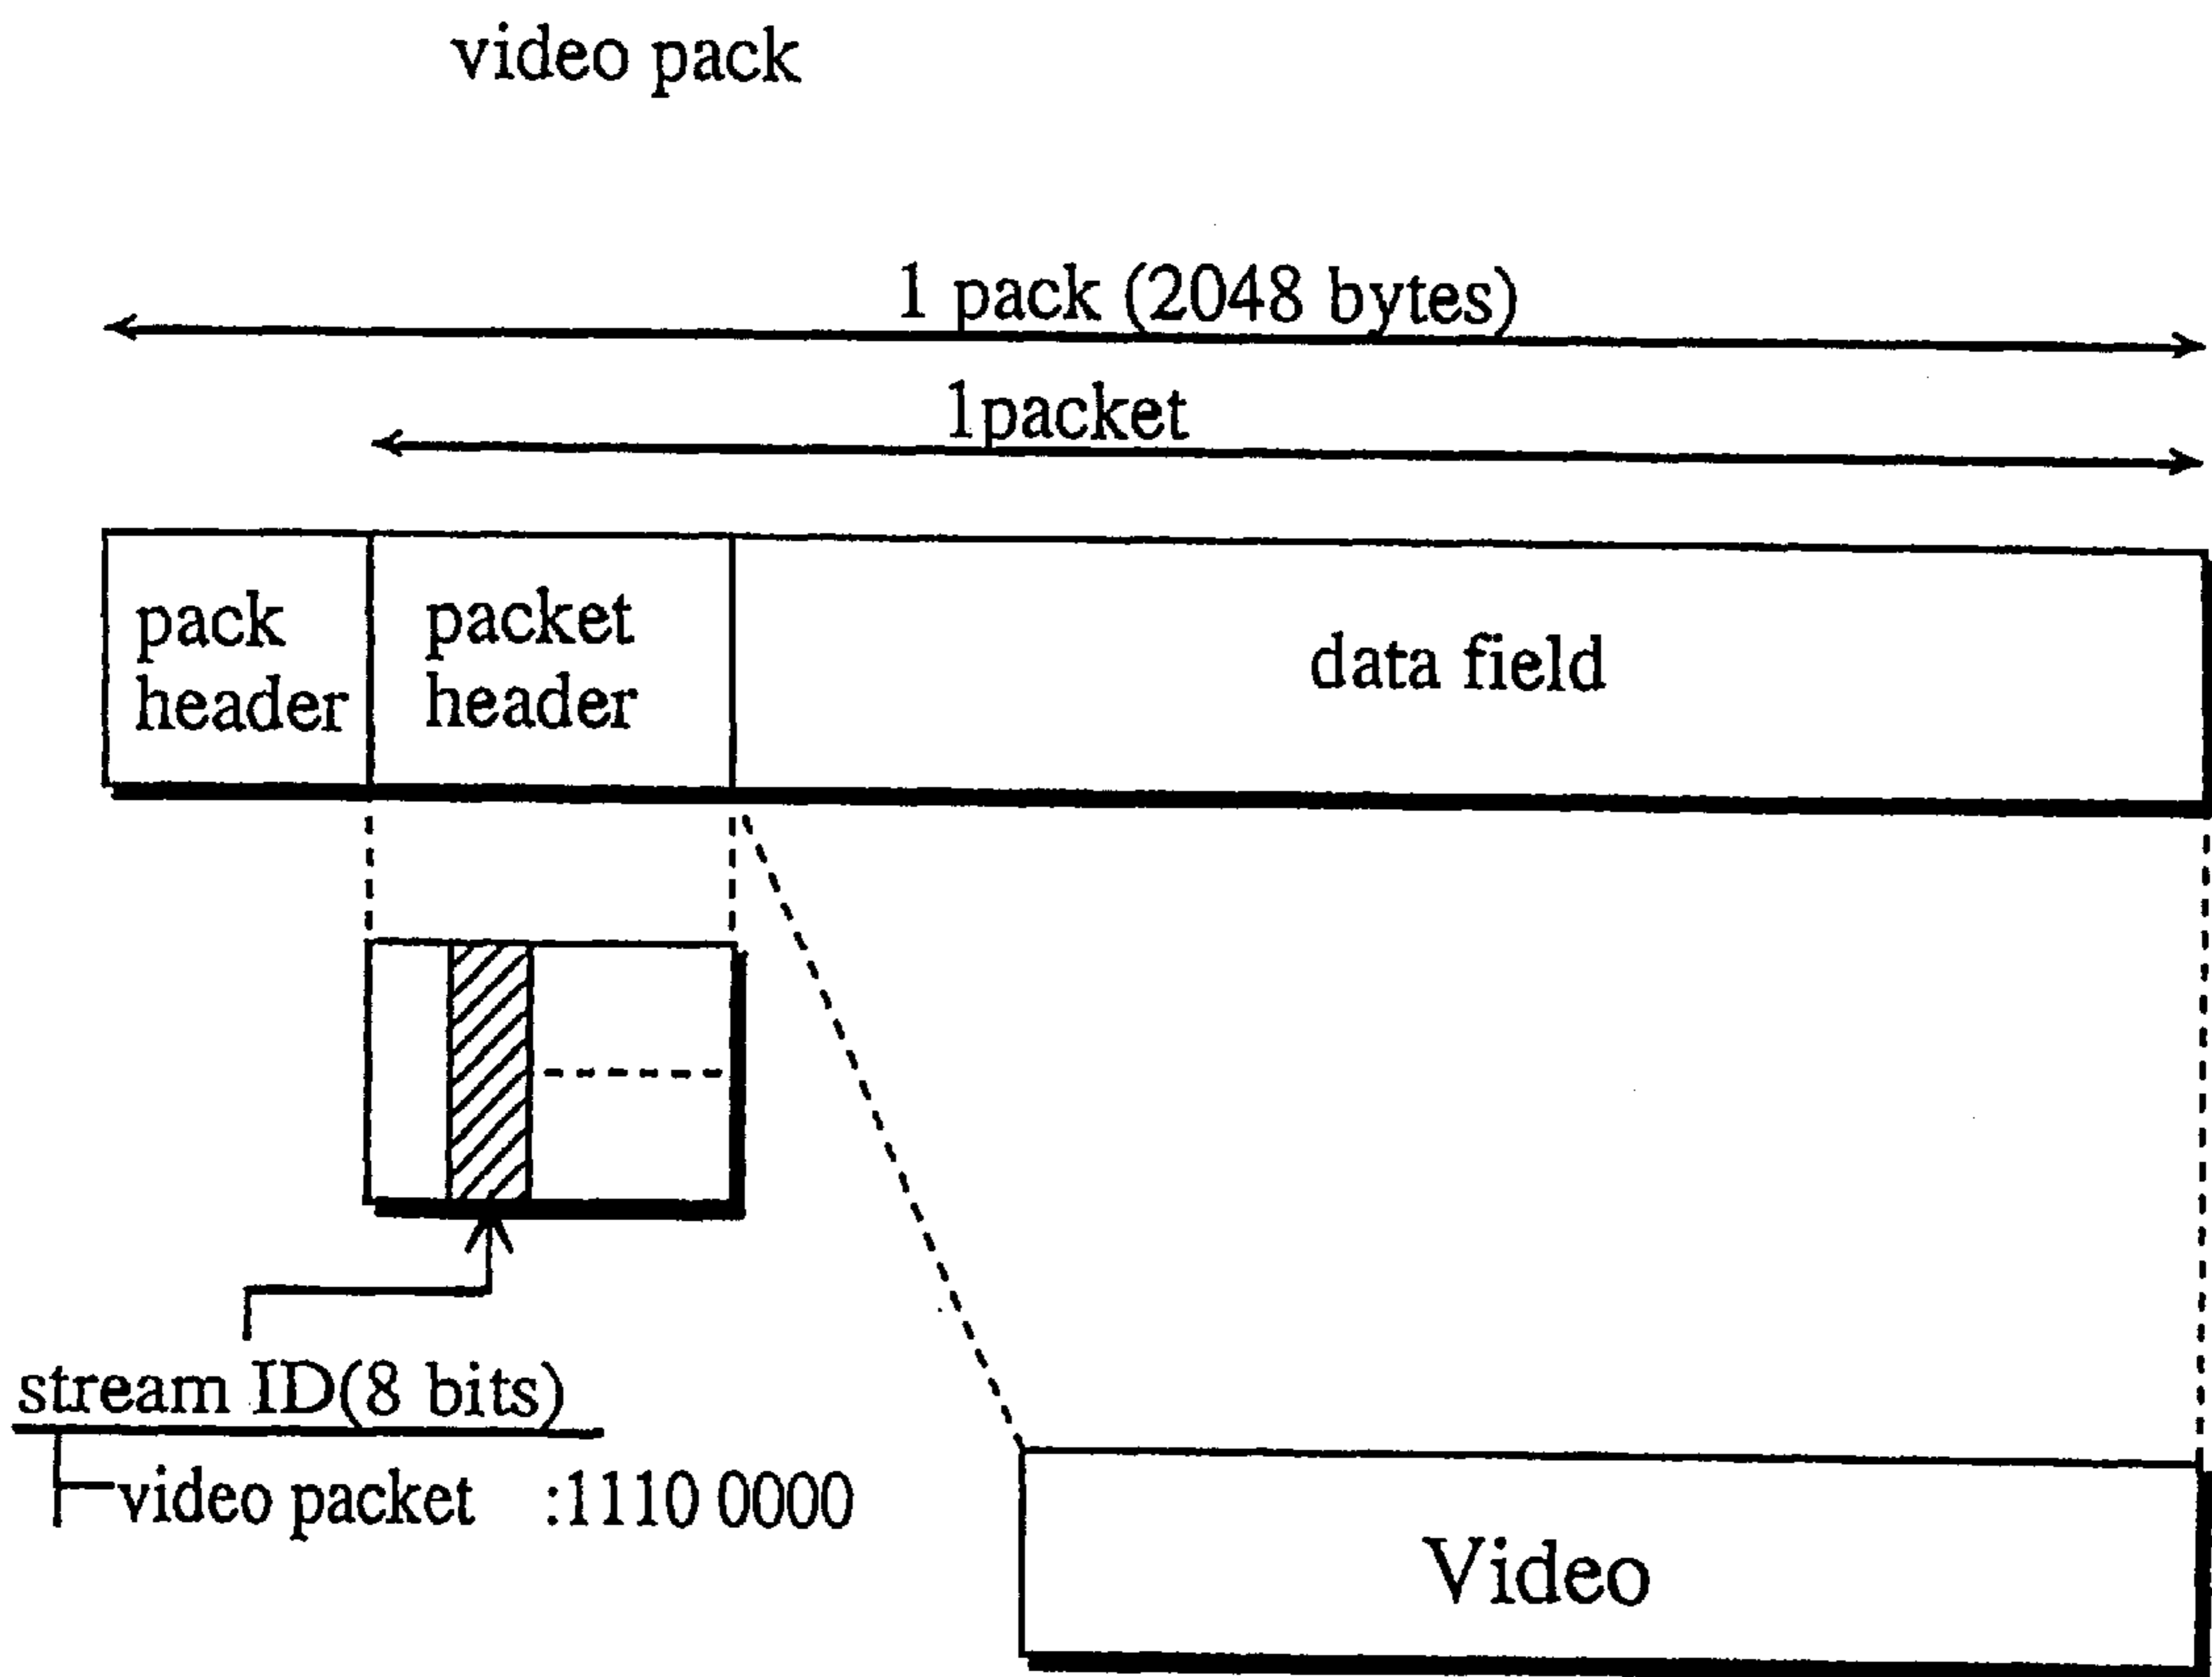 video pack
1 pack (2048 bytes)
1packet
pack
header
packet
header
data field
stream ID(8 bits)
video packet :1110 0000
Video